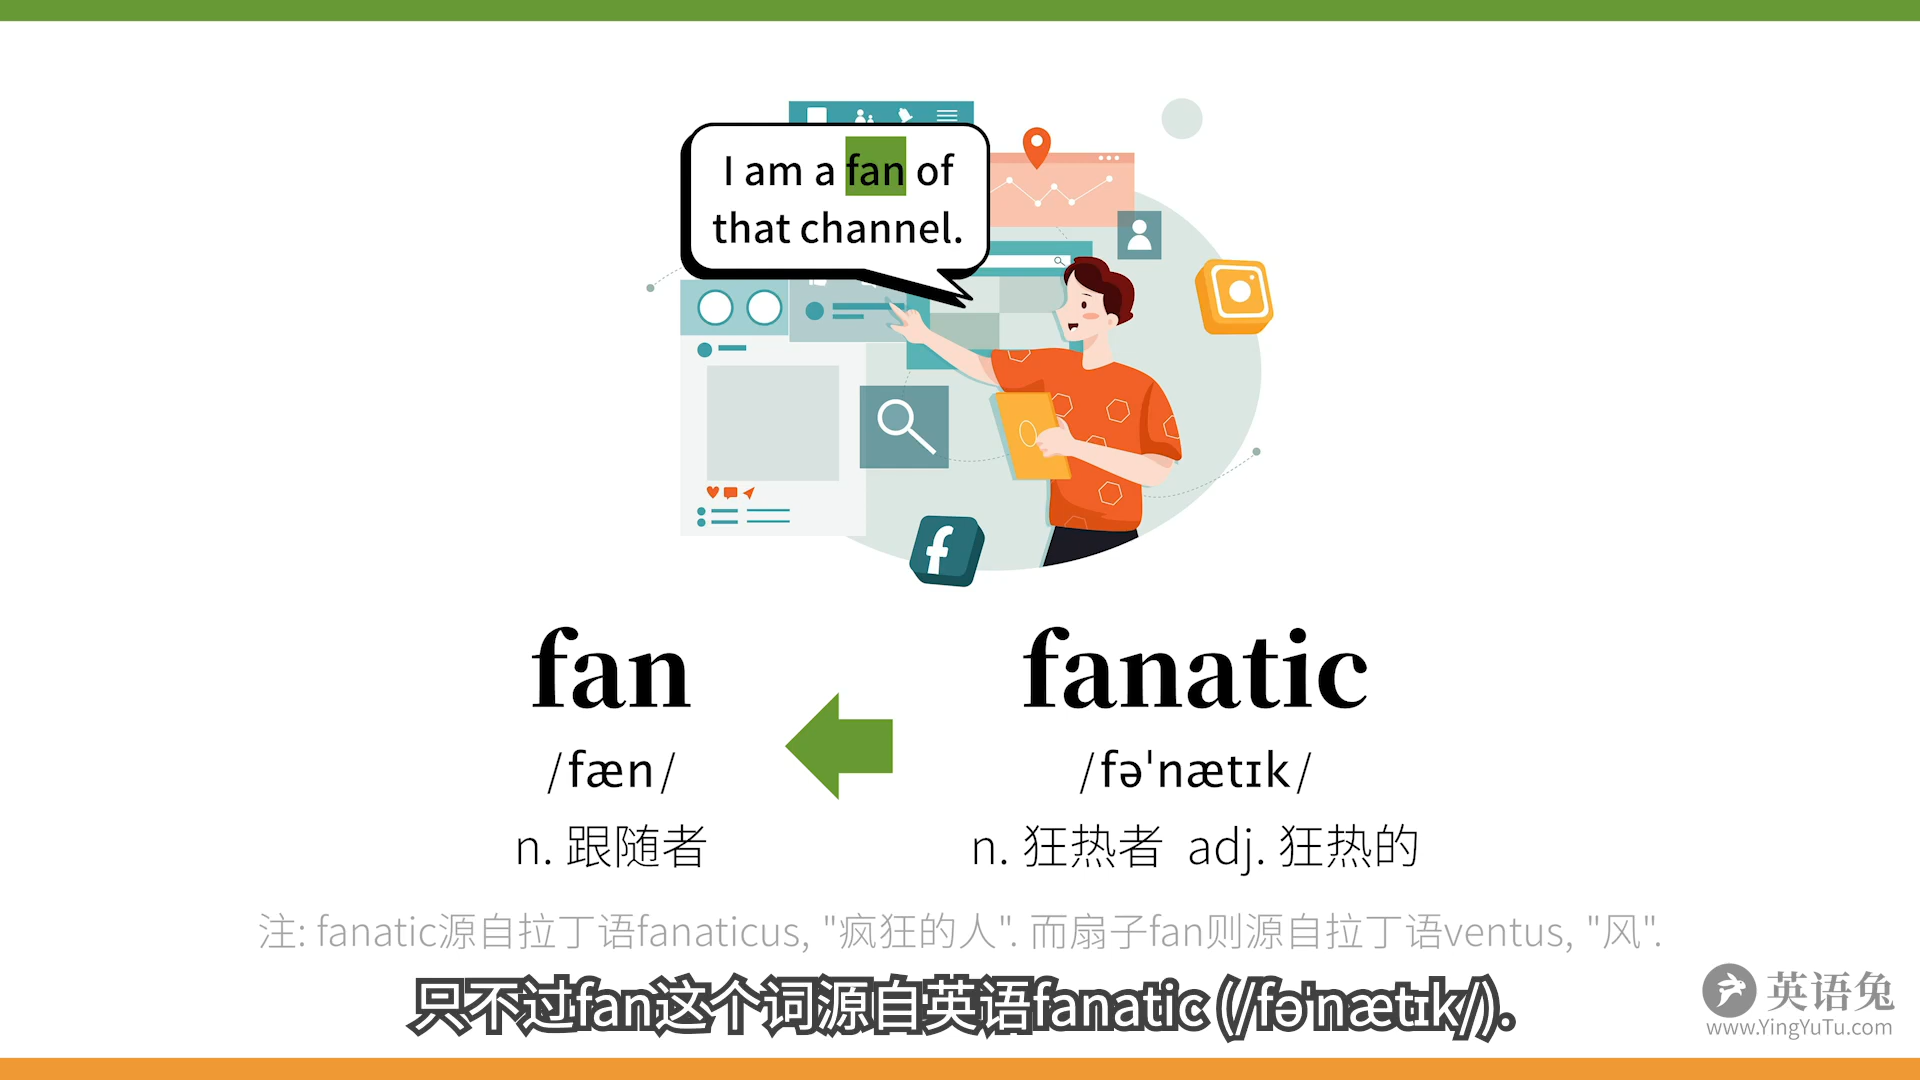 I am a fan of
that channel.
f
fan
fanatic
/fæn/
/fə'nætɪk/
n. 跟随者
n. 狂热者 adj. 狂热的
注: fanatic源自拉丁语fanaticus, "疯狂的人". 而扇子fan则源自拉丁语ventus, "风".
只不过fan这个词源自英语fanatic (/fə'nætɪk/)。
英语兔
www.YingYuTu.com